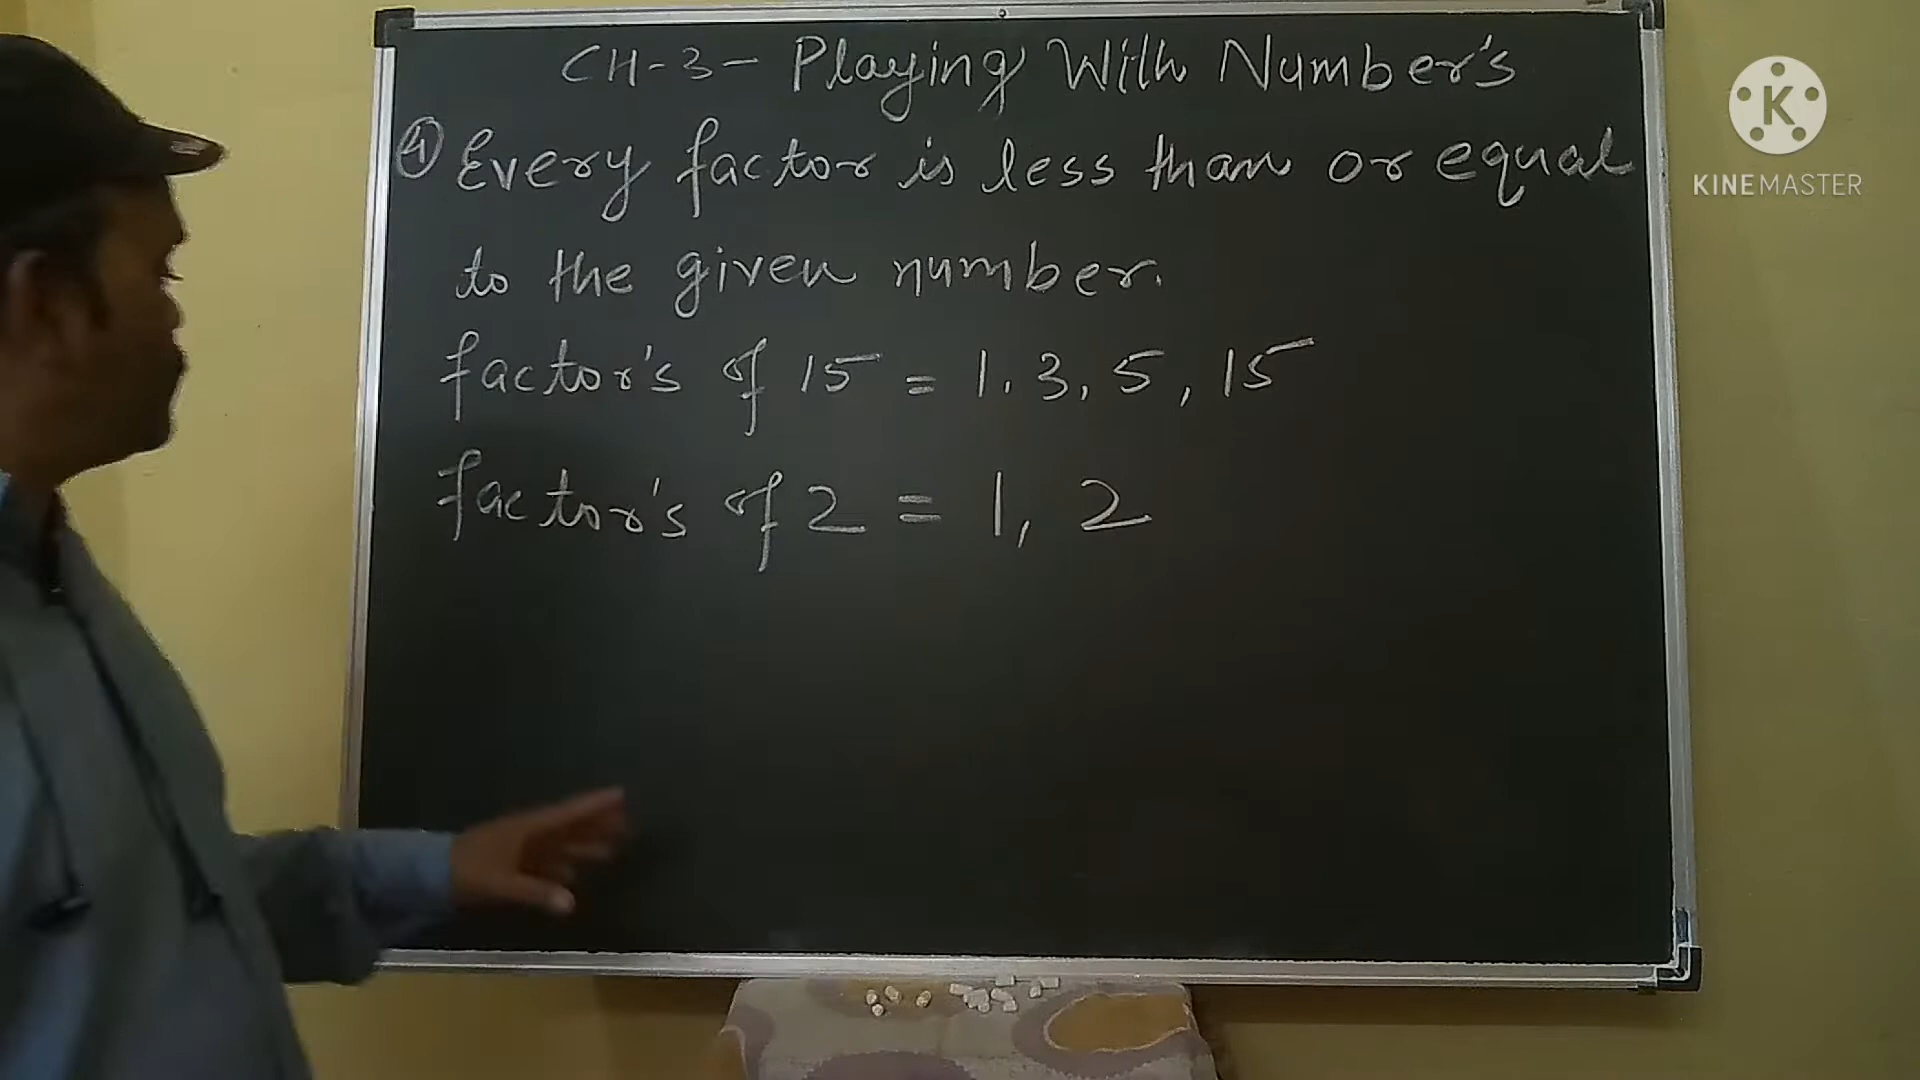 CH-3- Playing With Number's
④ Every factor is less than or equal
to the given number.
factor's of 15 = 1, 3, 5, 15
factor's of 2 = 1, 2
K
KINEMASTER